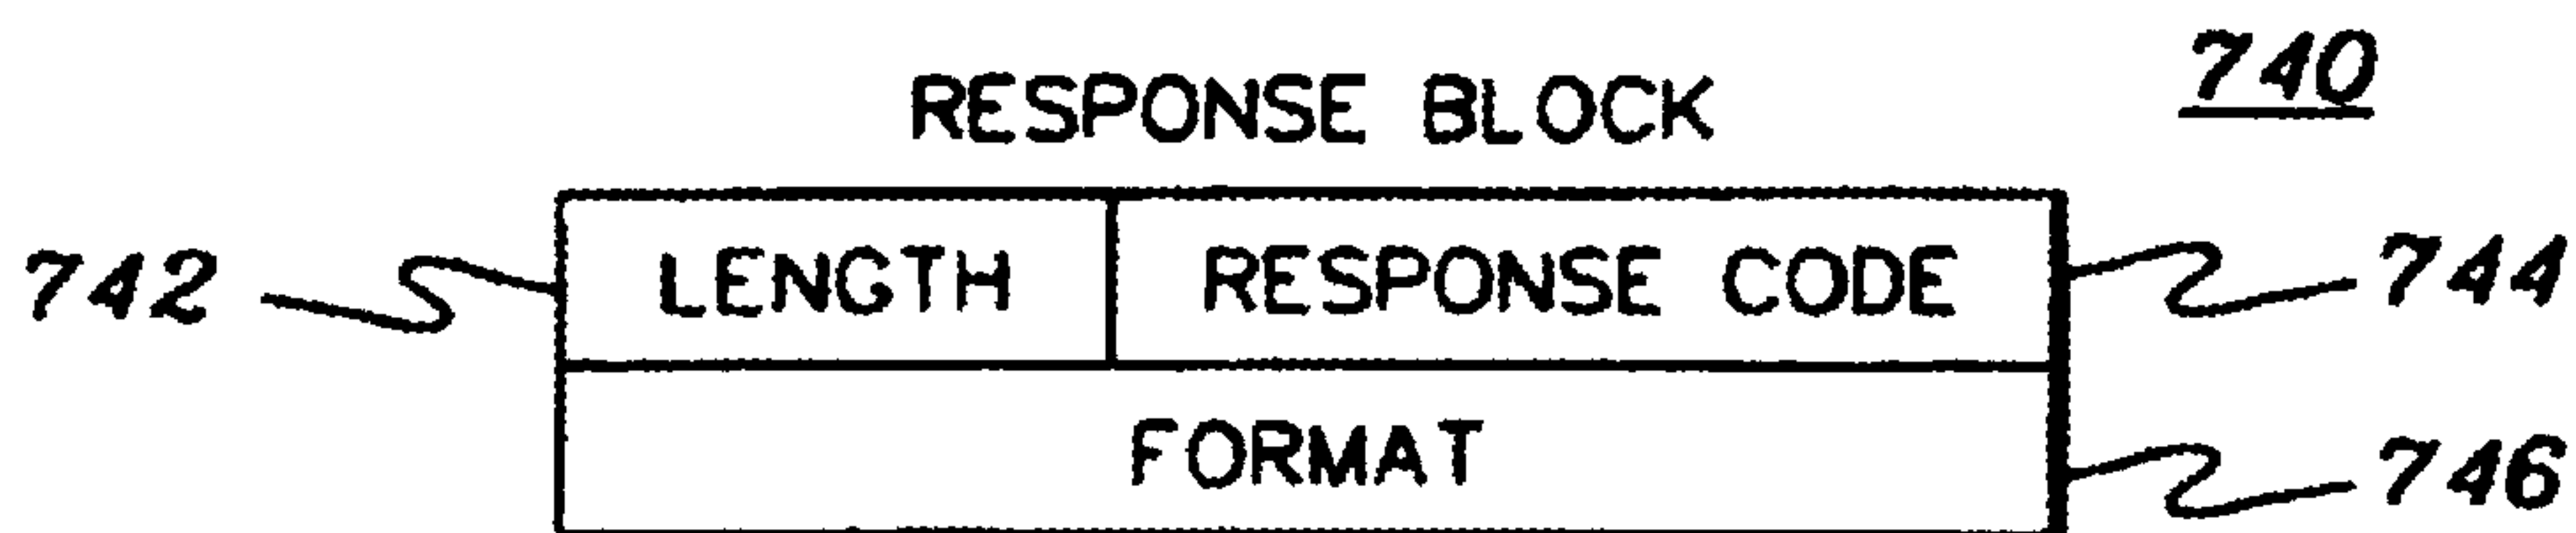 740
RESPONSE BLOCK
742 LENGTH RESPONSE CODE 744
FORMAT 746